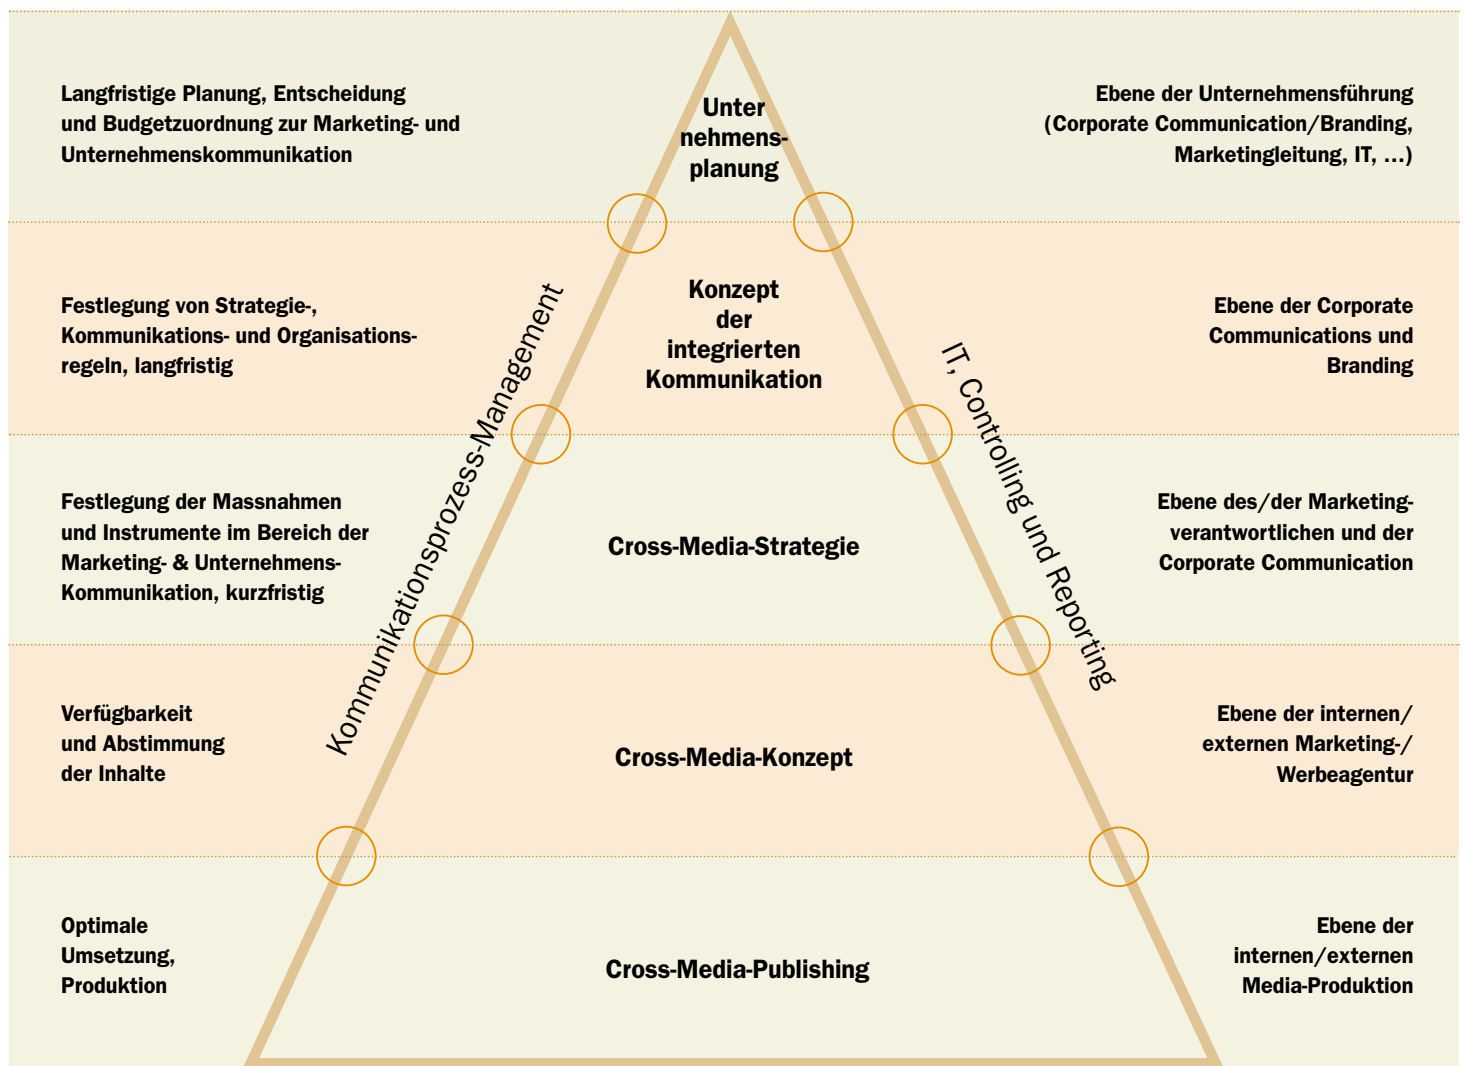 Langfristige Planung, Entscheidung
und Budgetzuordnung zur Marketing- und
Unternehmenskommunikation
Unter
nehmens-
planung
Ebene der Unternehmensführung
(Corporate Communication/Branding,
Marketingleitung, IT, ...)
Festlegung von Strategie-,
Kommunikations- und Organisations-
regeln, langfristig
Konzept
der
integrierten
Kommunikation
Ebene der Corporate
Communications und
Branding
Kommunikationsprozess-Management
IT, Controlling und Reporting
Festlegung der Massnahmen
und Instrumente im Bereich der
Marketing- & Unternehmens-
Kommunikation, kurzfristig
Cross-Media-Strategie
Ebene des/der Marketing-
verantwortlichen und der
Corporate Communication
Verfügbarkeit
und Abstimmung
der Inhalte
Cross-Media-Konzept
Ebene der internen/
externen Marketing-/
Werbeagentur
Optimale
Umsetzung,
Produktion
Cross-Media-Publishing
Ebene der
internen/externen
Media-Produktion